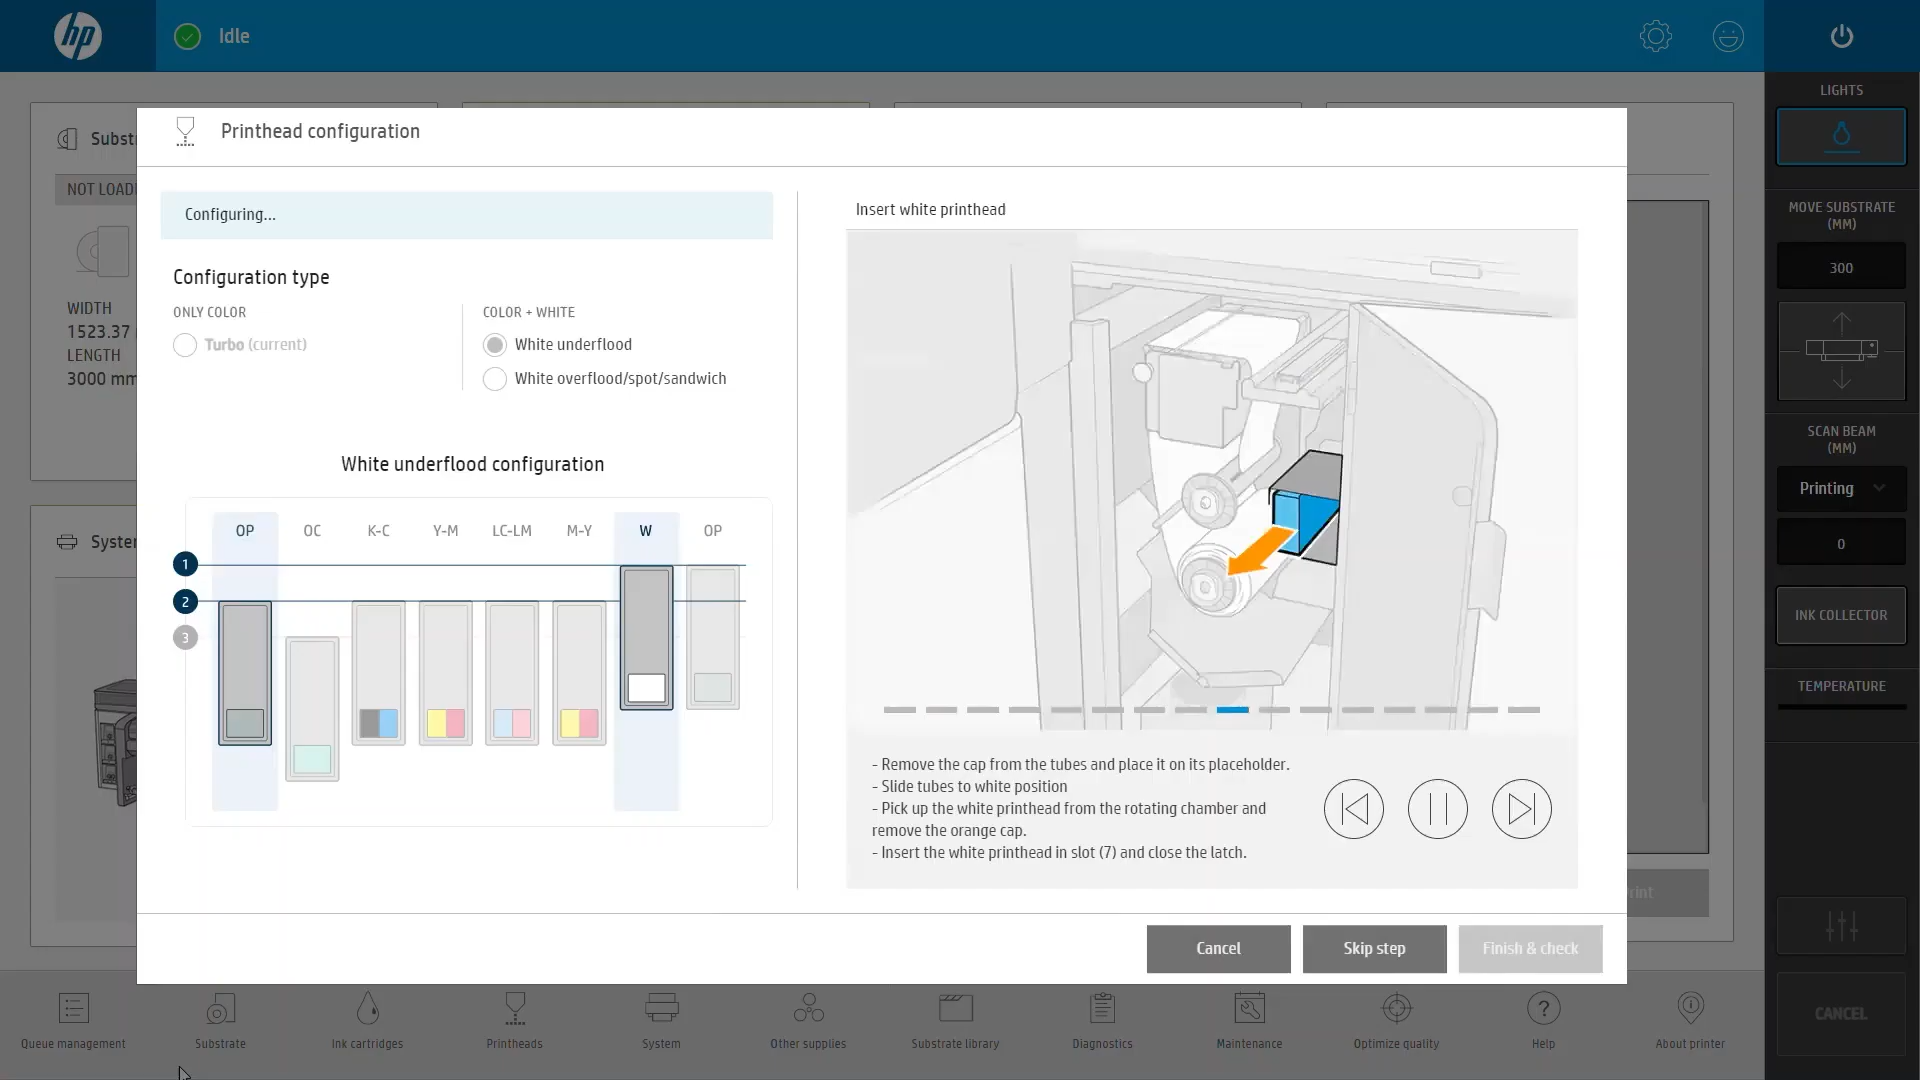 hp
Idle
LIGHTS
MOVE SUBSTRATE
(MM)
300
SCAN BEAM
(MM)
Printing
0
INK COLLECTOR
TEMPERATURE
CANCEL
NOT LOAD
WIDTH
1523.37
LENGTH
3000 mm
Printhead configuration
Configuring...
Configuration type
ONLY COLOR
Turbo (current)
COLOR + WHITE
White underflood
White overflood/spot/sandwich
White underflood configuration
OP OC K-C Y-M LC-LM M-Y W OP
1
2
3
Insert white printhead
- Remove the cap from the tubes and place it on its placeholder.
- Slide tubes to white position
- Pick up the white printhead from the rotating chamber and
remove the orange cap.
- Insert the white printhead in slot (7) and close the latch.
Cancel Skip step Finish & check
Queue management Substrate Ink cartridges Printheads System Other supplies Substrate library Diagnostics Maintenance Optimize quality Help About printer